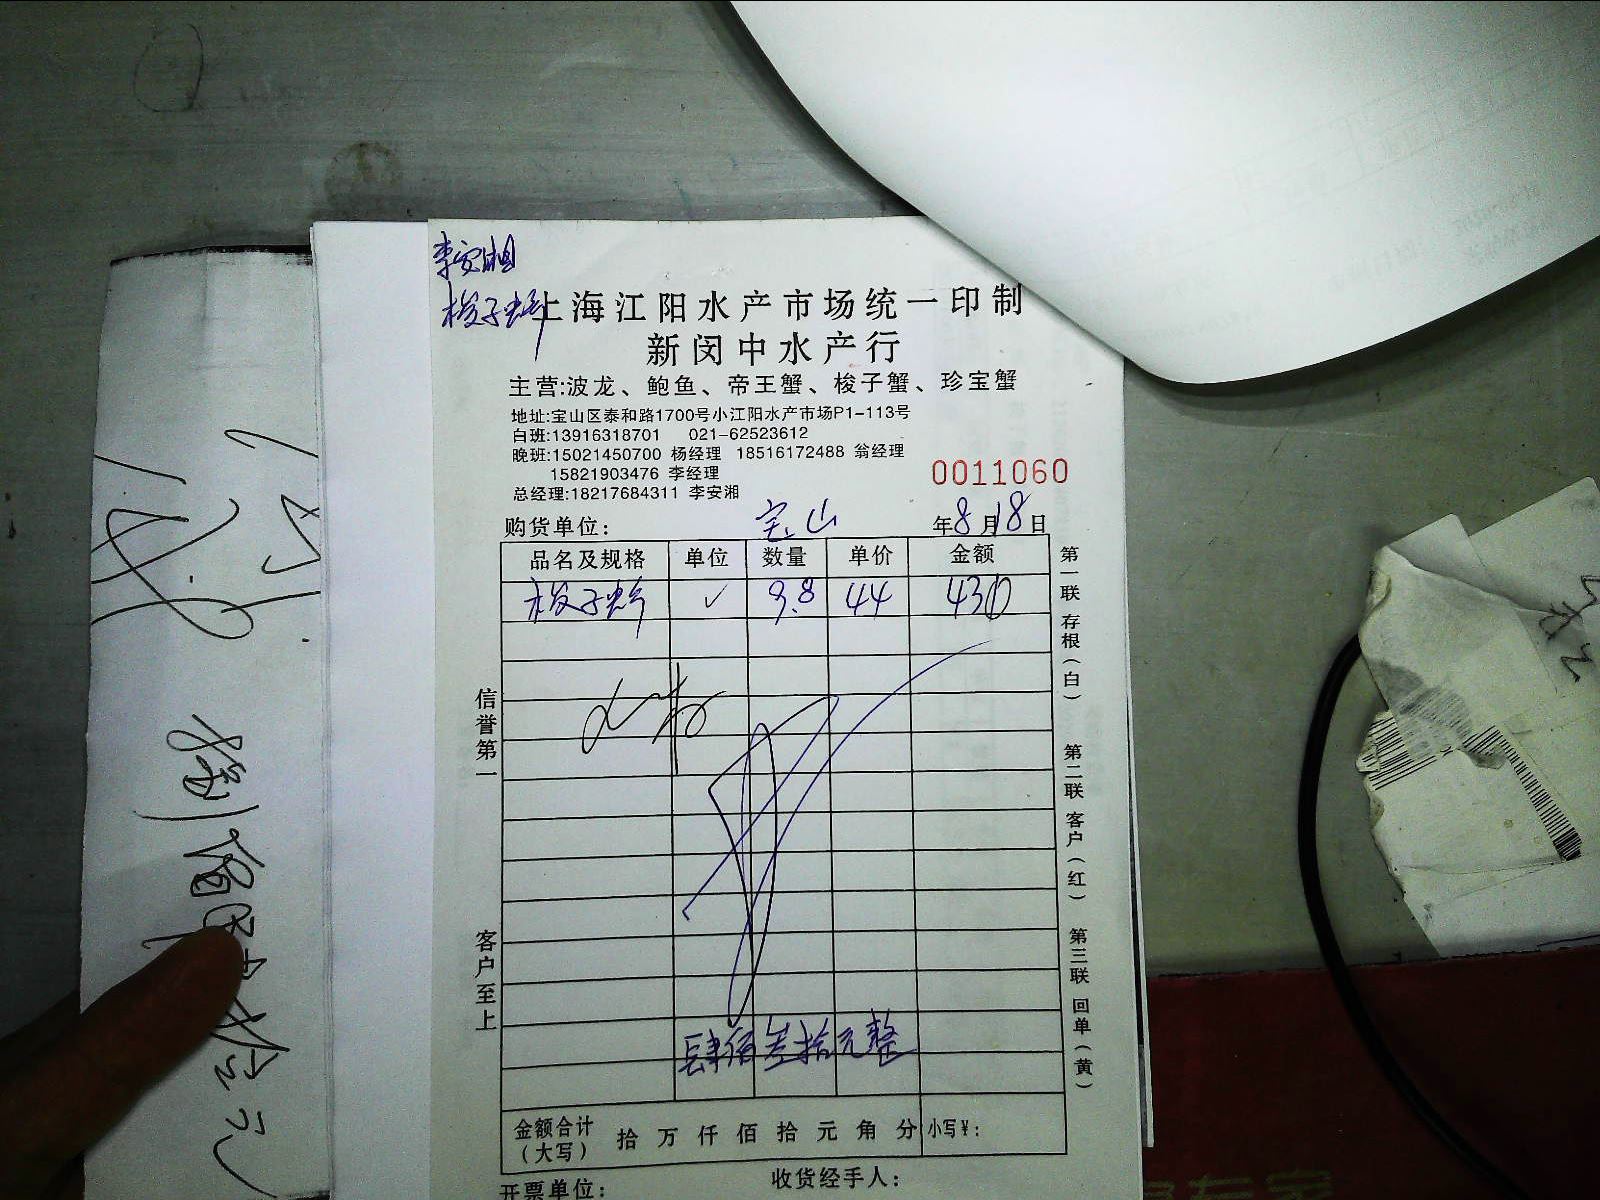 李安湘
梭子蟹
上海江阳水产市场统一印制
新闵中水产行
主营:波龙、鲍鱼、帝王蟹、梭子蟹、珍宝蟹
地址:宝山区泰和路1700号小江阳水产市场P1-113号
白班:13916318701 021-62523612
晚班:15021450700 杨经理 18516172488 翁经理
15821903476 李经理
总经理:18217684311 李安湘
0011060
购货单位: 宝山 年8月18日
品名及规格 单位 数量 单价 金额
梭子蟹 ✓ 9.8 44 430
肆佰叁拾元整
金额合计(大写) 拾 万 仟 佰 拾 元 角 分 小写¥:
开票单位: 收货经手人:
信誉第一
客户至上
第一联 存根(白)
第二联 客户(红)
第三联 回单(黄)